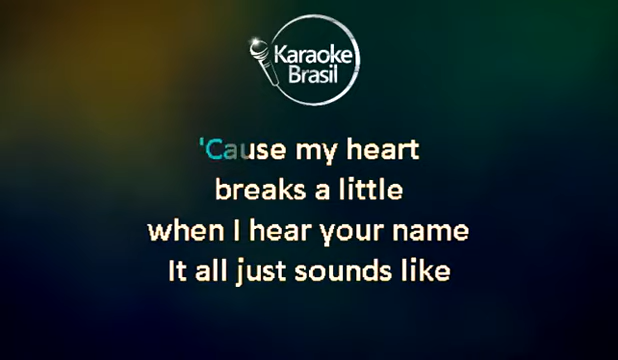 Karaoke
Brasil
'Cause my heart
breaks a little
when I hear your name
It all just sounds like